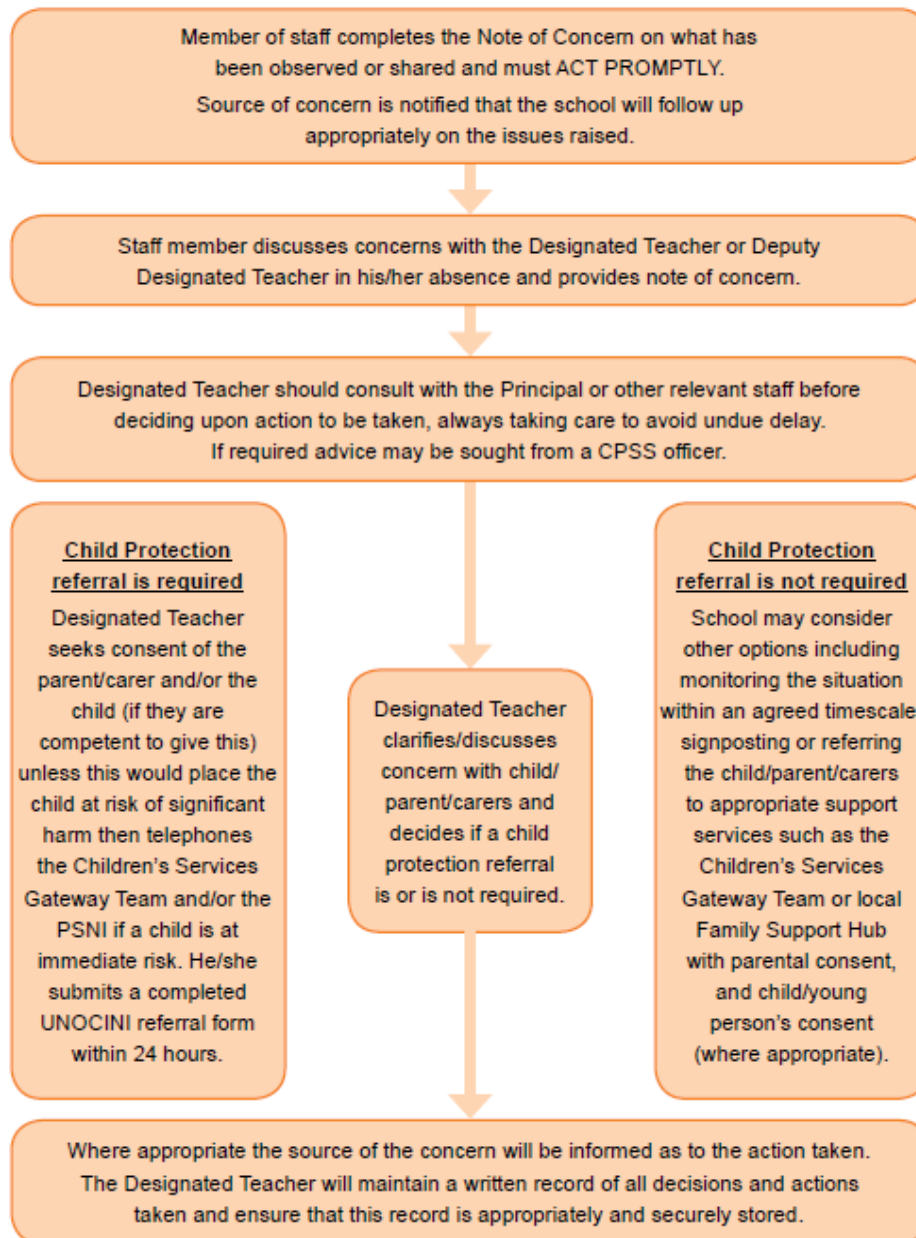 Member of staff completes the Note of Concern on what has
been observed or shared and must ACT PROMPTLY.
Source of concern is notified that the school will follow up
appropriately on the issues raised.
Staff member discusses concerns with the Designated Teacher or Deputy
Designated Teacher in his/her absence and provides note of concern.
Designated Teacher should consult with the Principal or other relevant staff before
deciding upon action to be taken, always taking care to avoid undue delay.
If required advice may be sought from a CPSS officer.
Child Protection
referral is required
Designated Teacher
seeks consent of the
parent/carer and/or the
child (if they are
competent to give this)
unless this would place the
child at risk of significant
harm then telephones
the Children's Services
Gateway Team and/or the
PSNI if a child is at
immediate risk. He/she
submits a completed
UNOCINI referral form
within 24 hours.
Designated Teacher
clarifies/discusses
concern with child/
parent/carers and
decides if a child
protection referral
is or is not required.
Child Protection
referral is not required
School may consider
other options including
monitoring the situation
within an agreed timescale
signposting or referring
the child/parent/carers
to appropriate support
services such as the
Children's Services
Gateway Team or local
Family Support Hub
with parental consent,
and child/young
person's consent
(where appropriate).
Where appropriate the source of the concern will be informed as to the action taken.
The Designated Teacher will maintain a written record of all decisions and actions
taken and ensure that this record is appropriately and securely stored.